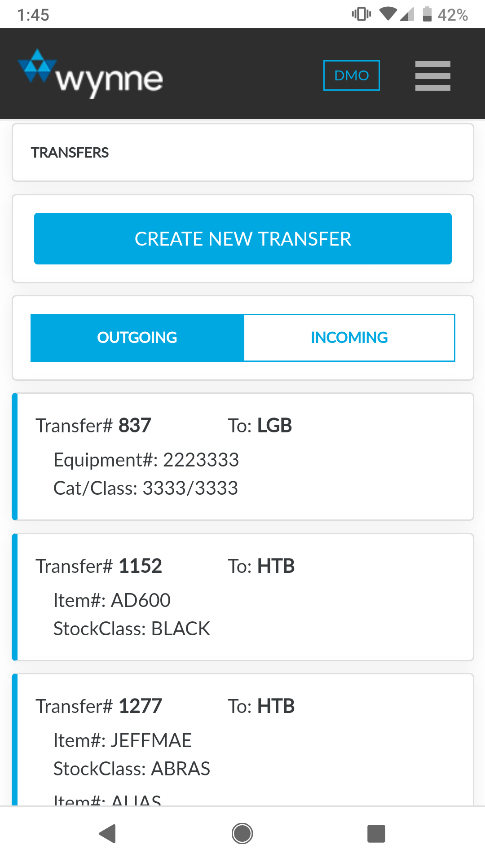 1:45 42%
wynne DMO
TRANSFERS
CREATE NEW TRANSFER
OUTGOING INCOMING
Transfer# 837 To: LGB
Equipment#: 2223333
Cat/Class: 3333/3333
Transfer# 1152 To: HTB
Item#: AD600
StockClass: BLACK
Transfer# 1277 To: HTB
Item#: JEFFMAE
StockClass: ABRAS
Item#: ALIAS